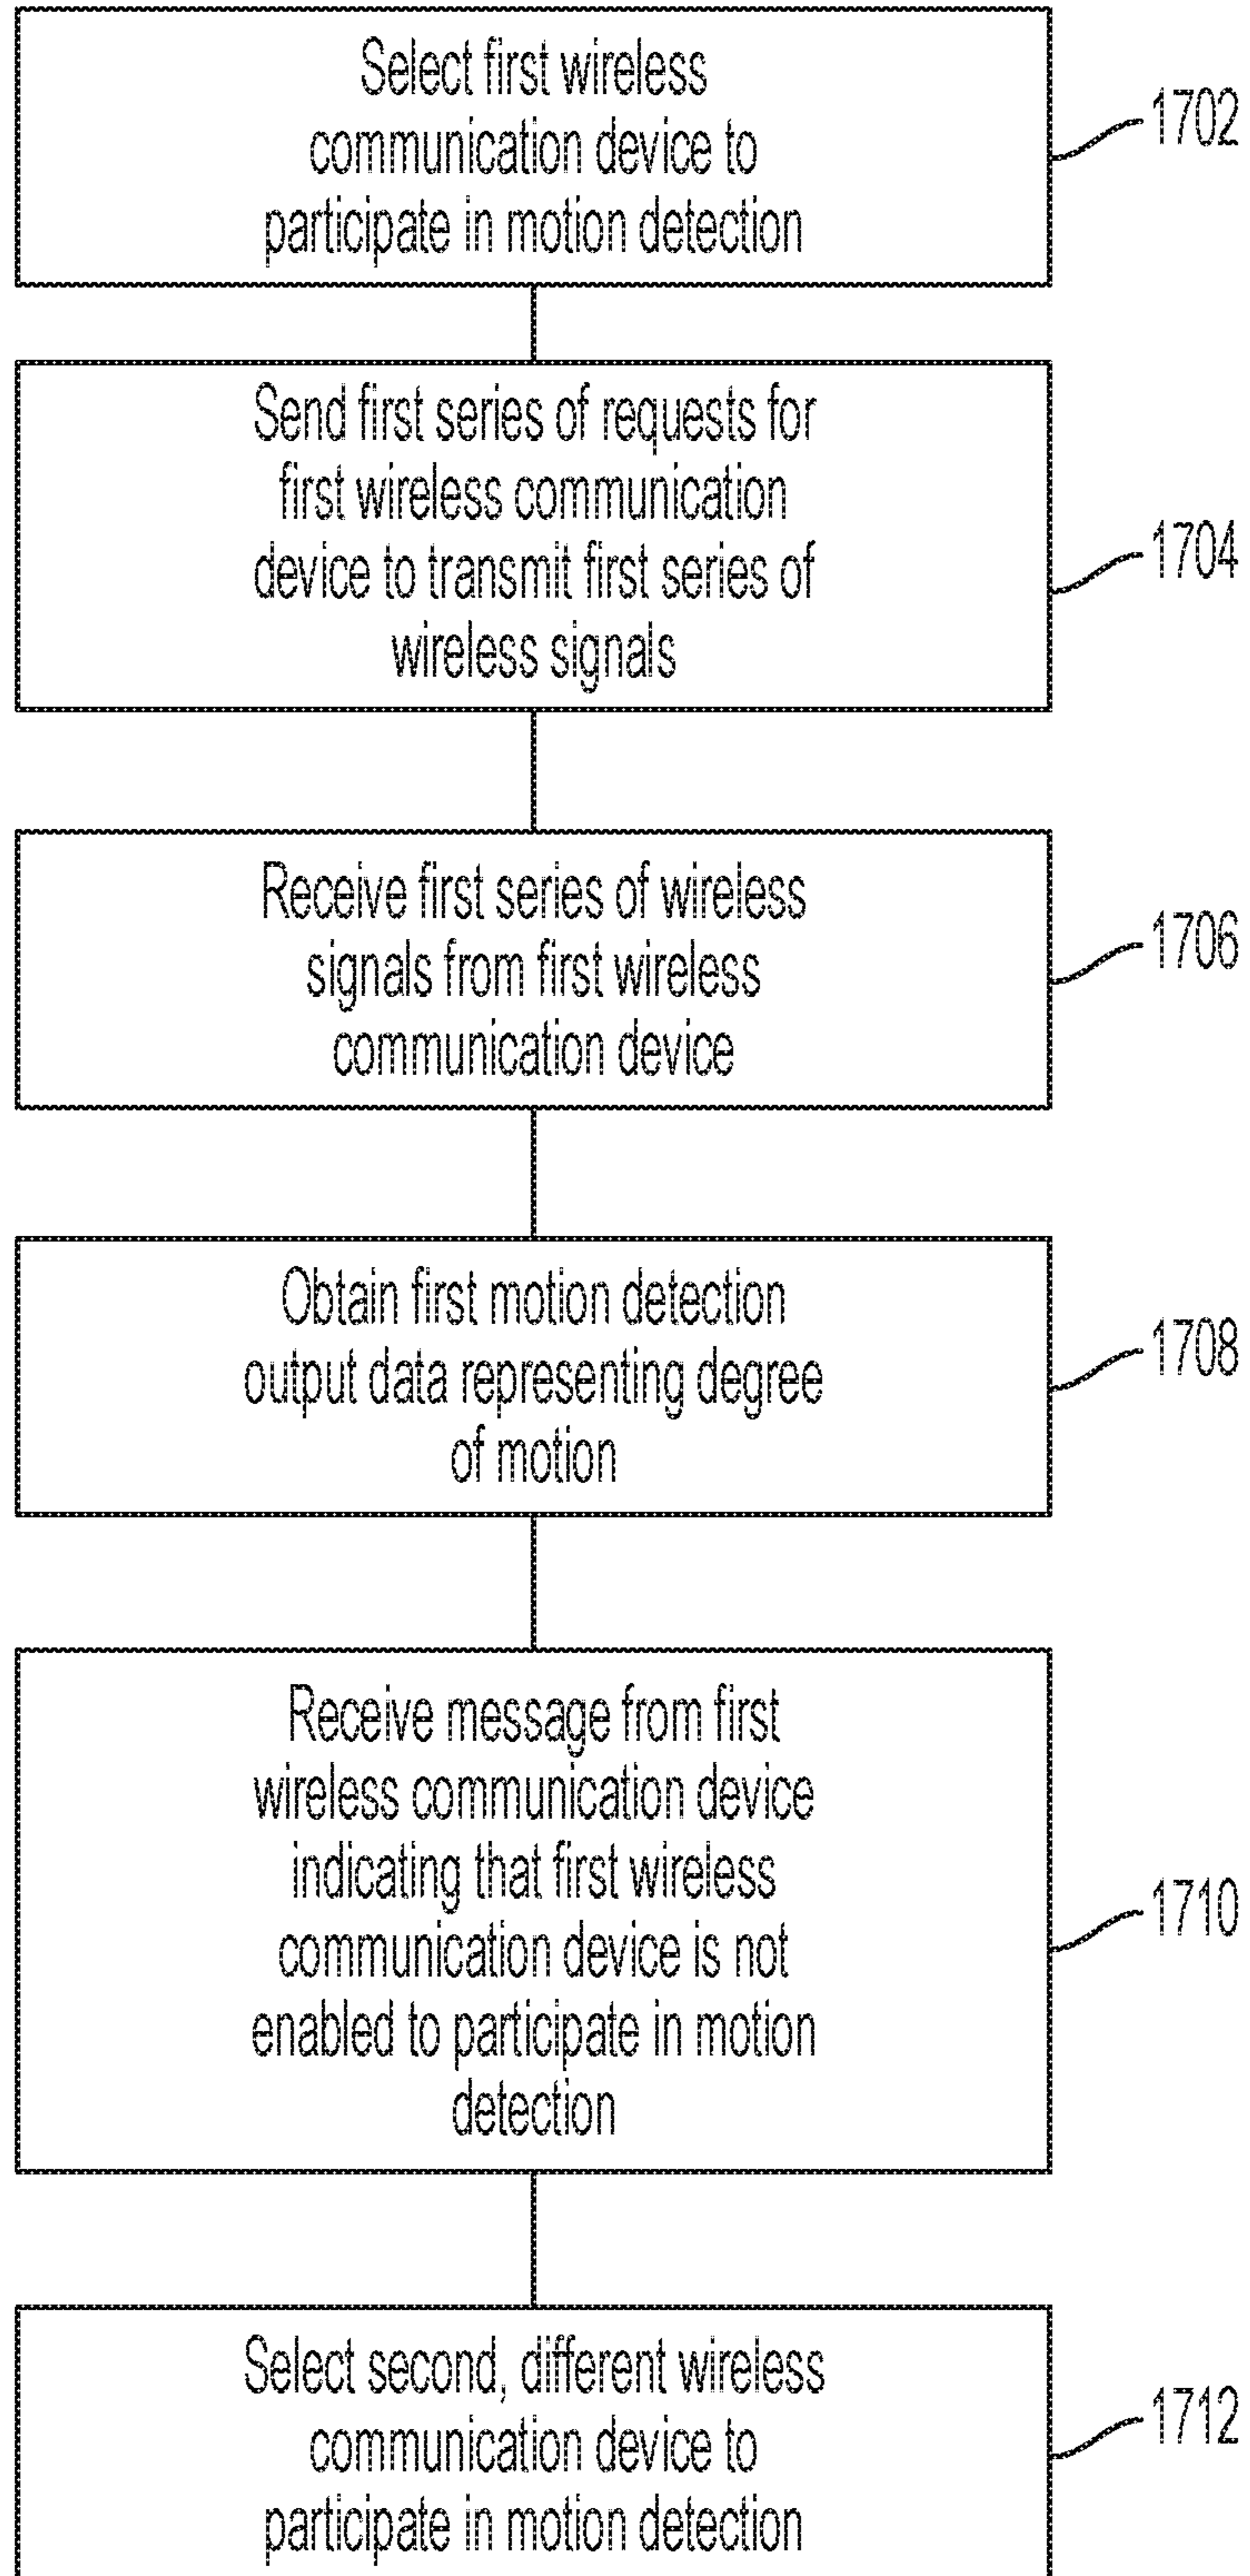 Select first wireless
communication device to
participate in motion detection
1702
Send first series of requests for
first wireless communication
device to transmit first series of
wireless signals
1704
Receive first series of wireless
signals from first wireless
communication device
1706
Obtain first motion detection
output data representing degree
of motion
1708
Receive message from first
wireless communication device
indicating that first wireless
communication device is not
enabled to participate in motion
detection
1710
Select second, different wireless
communication device to
participate in motion detection
1712